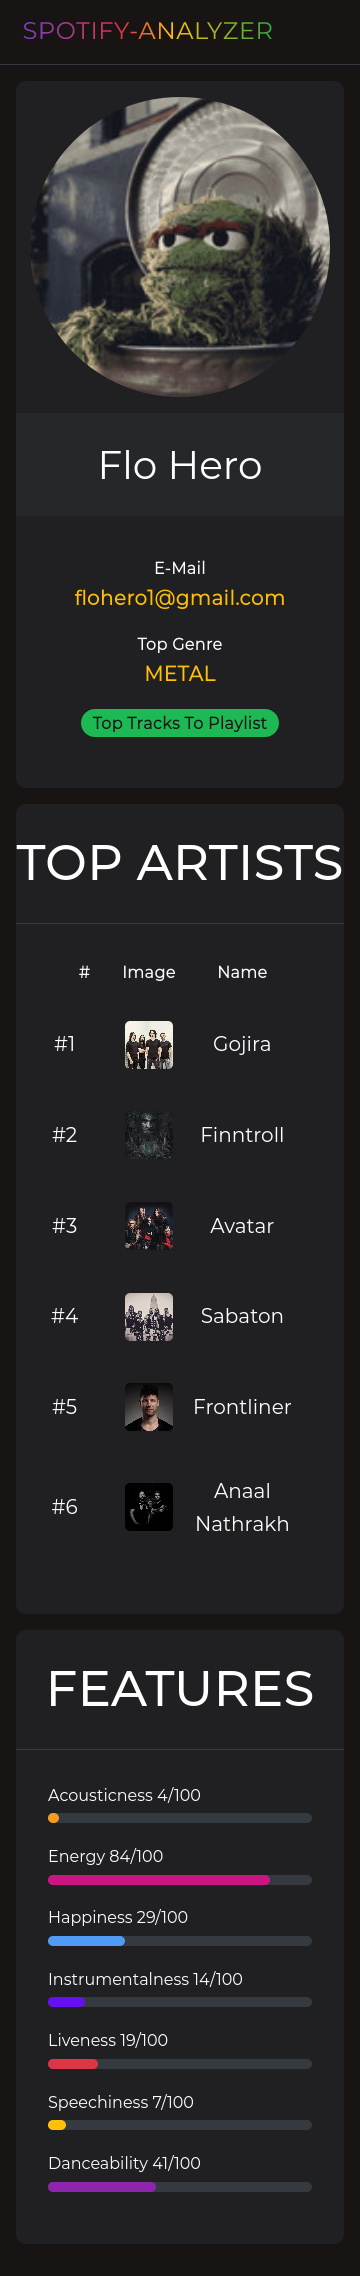 SPOTIFY-ANALYZER
Flo Hero
E-Mail
flohero1@gmail.com
Top Genre
METAL
Top Tracks To Playlist
TOP ARTISTS
# Image Name
#1 Gojira
#2 Finntroll
#3 Avatar
#4 Sabaton
#5 Frontliner
#6 Anaal
Nathrakh
FEATURES
Acousticness 4/100
Energy 84/100
Happiness 29/100
Instrumentalness 14/100
Liveness 19/100
Speechiness 7/100
Danceability 41/100